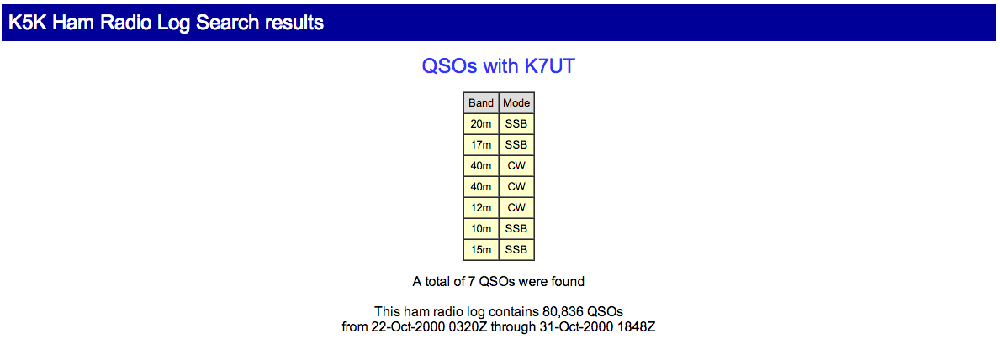 K5K Ham Radio Log Search results
QSOs with K7UT
Band Mode
20m SSB
17m SSB
40m CW
40m CW
12m CW
10m SSB
15m SSB
A total of 7 QSOs were found
This ham radio log contains 80,836 QSOs
from 22-Oct-2000 0320Z through 31-Oct-2000 1848Z